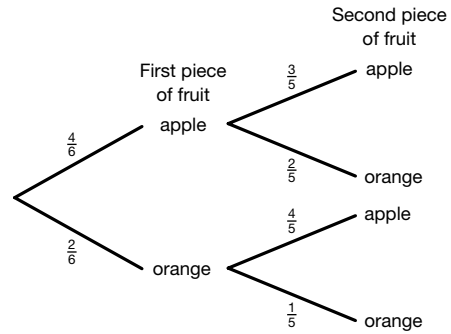 Second piece
of fruit
First piece
of fruit
3/5
apple
4/6
apple
2/5
orange
4/5
apple
2/6
orange
1/5
orange